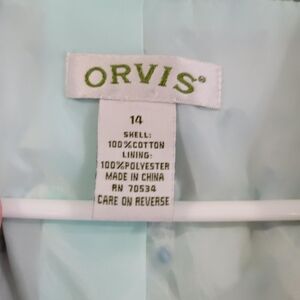 ORVIS®
14
SHELL:
100%COTTON
LINING:
100%POLYESTER
MADE IN CHINA
RN 70534
CARE ON REVERSE